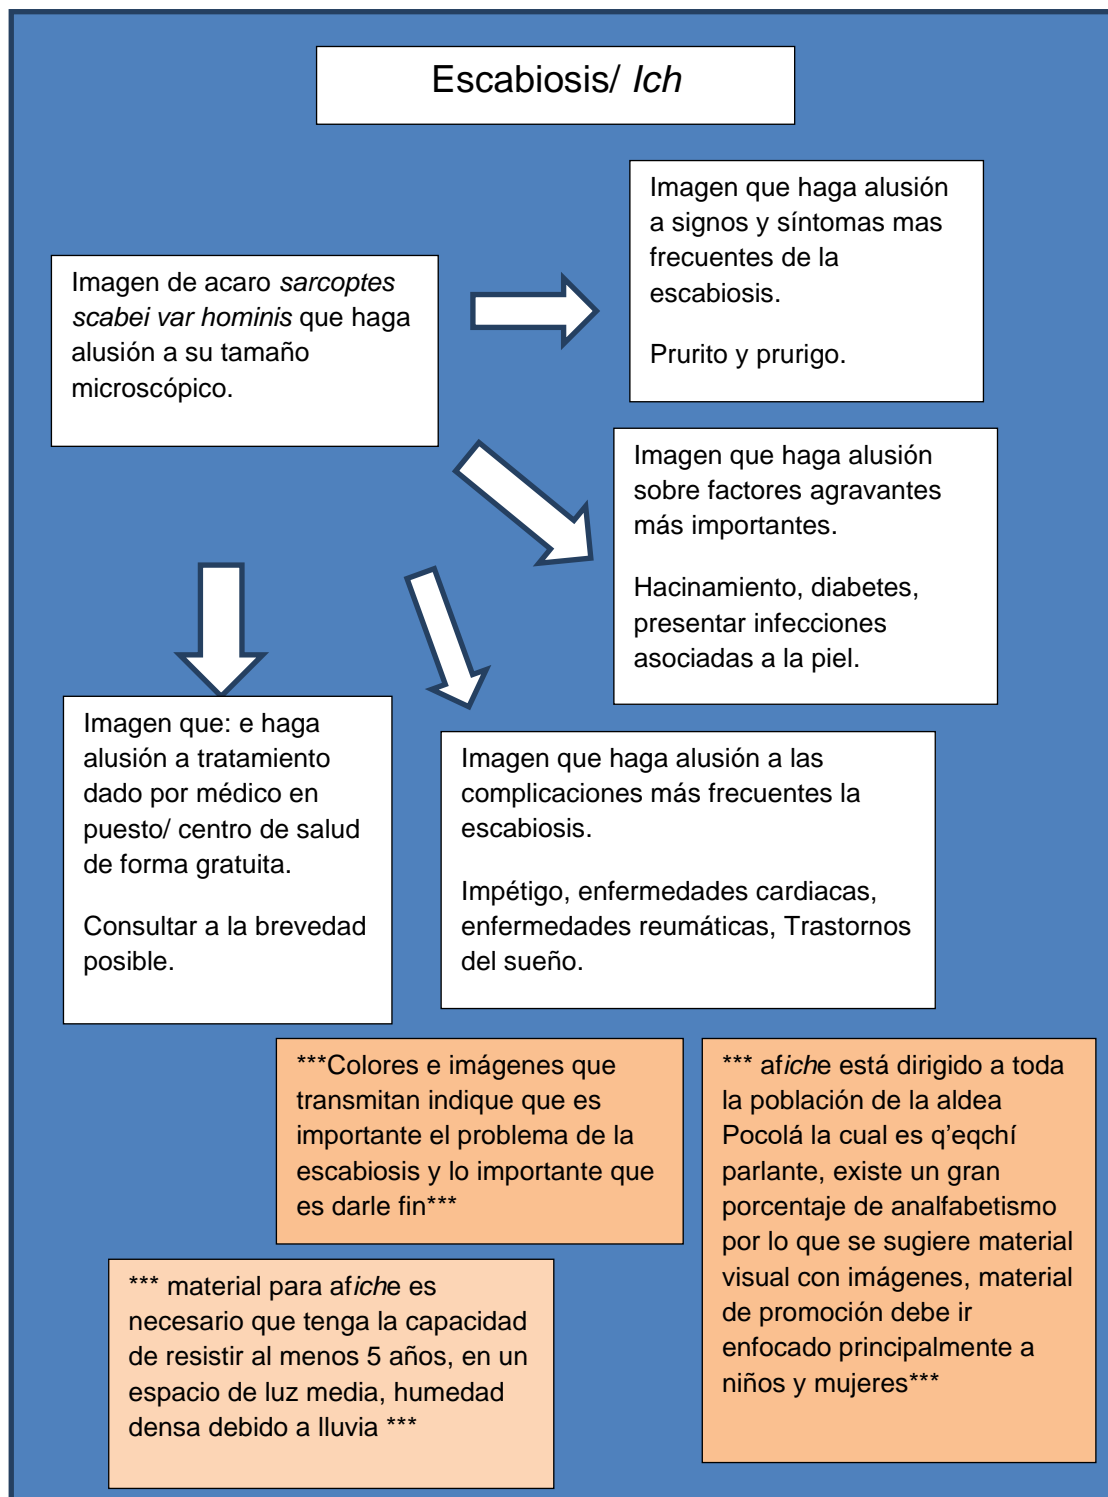 Escabiosis/ Ich
Imagen que haga alusión
a signos y síntomas mas
frecuentes de la
escabiosis.
Prurito y prurigo.
Imagen de acaro sarcoptes
scabei var hominis que haga
alusión a su tamaño
microscópico.
Imagen que haga alusión
sobre factores agravantes
más importantes.
Hacinamiento, diabetes,
presentar infecciones
asociadas a la piel.
Imagen que: e haga
alusión a tratamiento
dado por médico en
puesto/ centro de salud
de forma gratuita.
Consultar a la brevedad
posible.
Imagen que haga alusión a las
complicaciones más frecuentes la
escabiosis.
Impétigo, enfermedades cardiacas,
enfermedades reumáticas, Trastornos
del sueño.
***Colores e imágenes que
transmitan indique que es
importante el problema de la
escabiosis y lo importante que
es darle fin***
*** afiche está dirigido a toda
la población de la aldea
Pocolá la cual es q’eqchí
parlante, existe un gran
porcentaje de analfabetismo
por lo que se sugiere material
visual con imágenes, material
de promoción debe ir
enfocado principalmente a
niños y mujeres***
*** material para afiche es
necesario que tenga la capacidad
de resistir al menos 5 años, en un
espacio de luz media, humedad
densa debido a lluvia ***